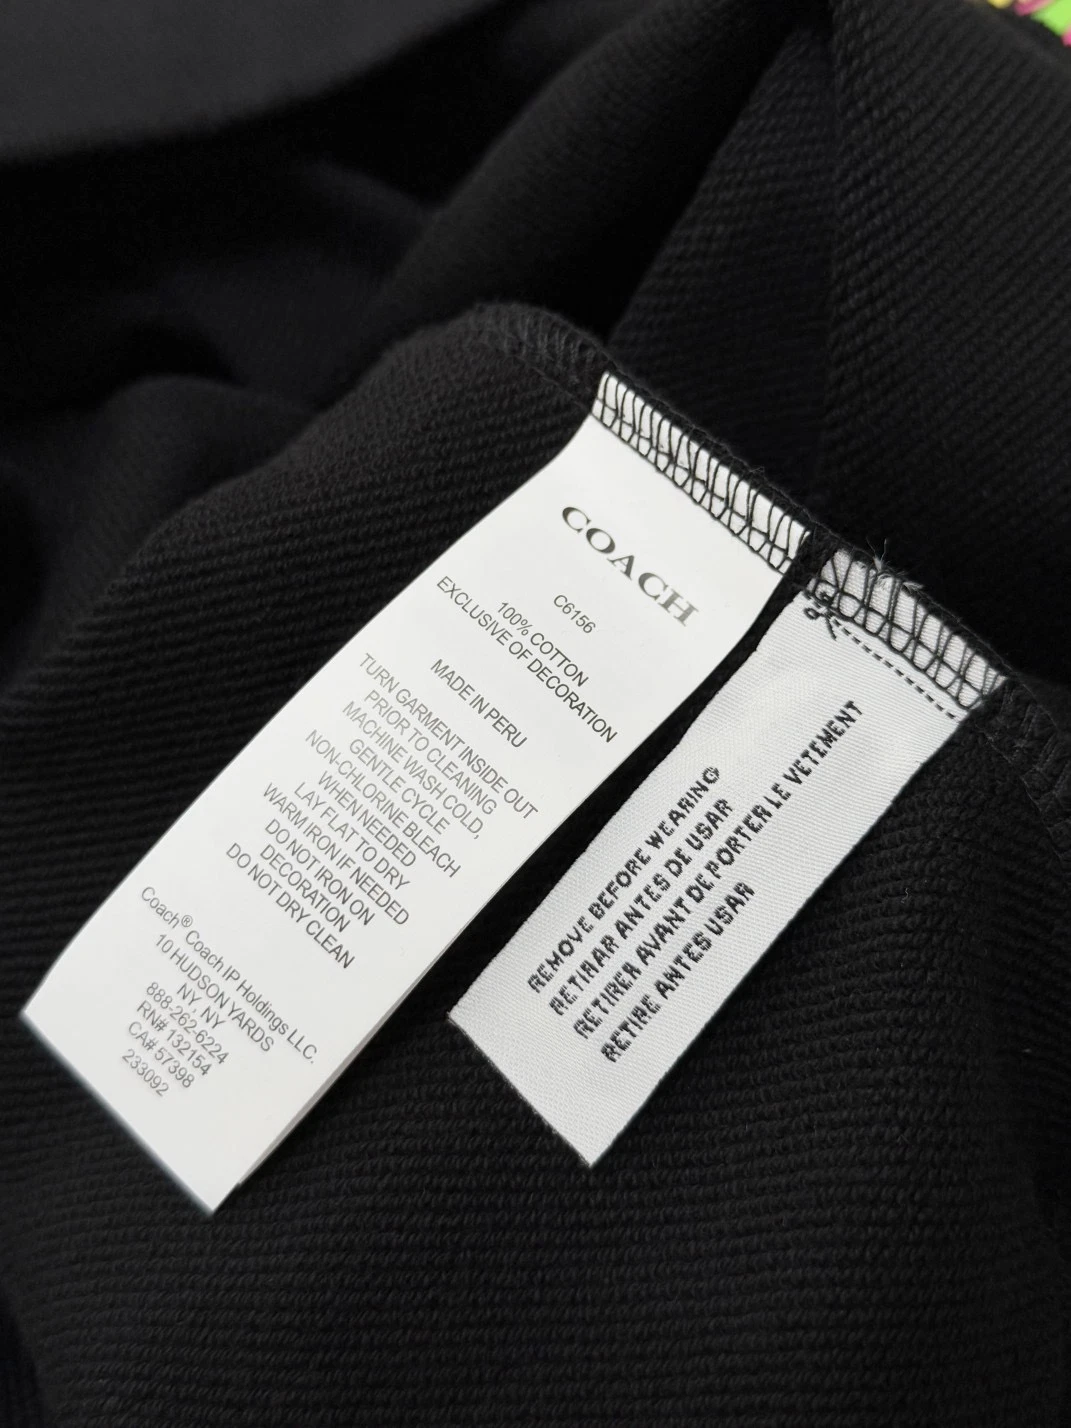 COACH
C6156
100% COTTON
EXCLUSIVE OF DECORATION
MADE IN PERU
TURN GARMENT INSIDE OUT
PRIOR TO CLEANING
MACHINE WASH COLD,
GENTLE CYCLE
NON-CHLORINE BLEACH
WHEN NEEDED
LAY FLAT TO DRY
WARM IRON IF NEEDED
DO NOT IRON ON
DECORATION
DO NOT DRY CLEAN
Coach® Coach IP Holdings LLC.
10 HUDSON YARDS
NY, NY
888-262-6224
RN# 132154
CA# 57398
233092
REMOVE BEFORE WEARING
RETIRAR ANTES DE USAR
RETIRER AVANT DE PORTER LE VETEMENT
RETIRE ANTES USAR